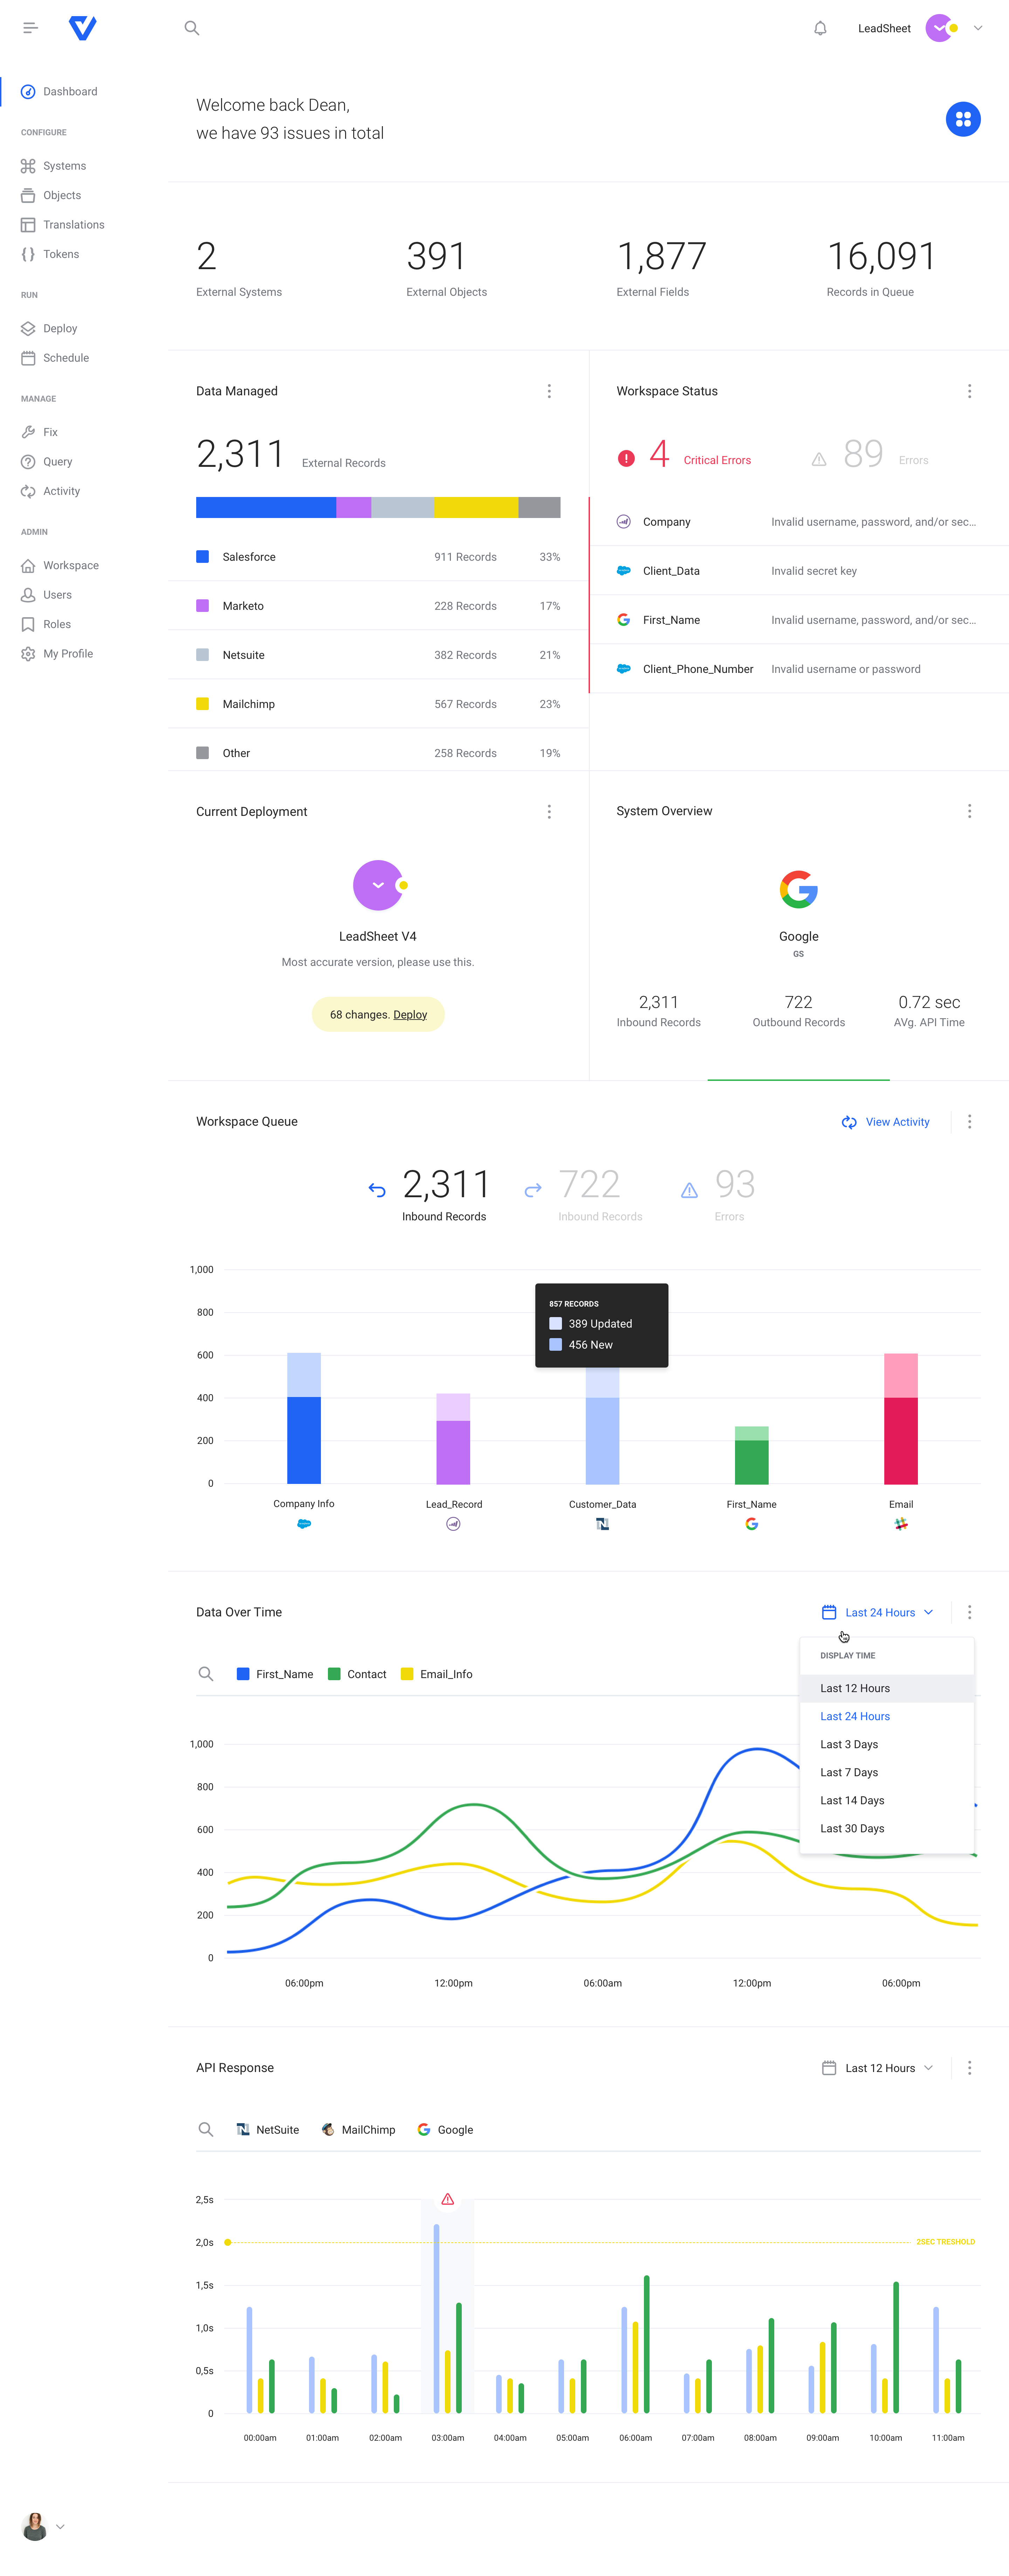 LeadSheet
Dashboard
CONFIGURE
Systems
Objects
Translations
Tokens
RUN
Deploy
Schedule
MANAGE
Fix
Query
Activity
ADMIN
Workspace
Users
Roles
My Profile
Welcome back Dean,
we have 93 issues in total
2
External Systems
391
External Objects
1,877
External Fields
16,091
Records in Queue
Data Managed
2,311 External Records
Salesforce 911 Records 33%
Marketo 228 Records 17%
Netsuite 382 Records 21%
Mailchimp 567 Records 23%
Other 258 Records 19%
Workspace Status
4 Critical Errors
89 Errors
Company Invalid username, password, and/or sec...
Client_Data Invalid secret key
First_Name Invalid username, password, and/or sec...
Client_Phone_Number Invalid username or password
Current Deployment
LeadSheet V4
Most accurate version, please use this.
68 changes. Deploy
System Overview
Google
GS
2,311
Inbound Records
722
Outbound Records
0.72 sec
AVg. API Time
Workspace Queue
View Activity
2,311
Inbound Records
722
Inbound Records
93
Errors
1,000
800
600
400
200
0
857 RECORDS
389 Updated
456 New
Company Info
Lead_Record
Customer_Data
First_Name
Email
Data Over Time
Last 24 Hours
DISPLAY TIME
Last 12 Hours
Last 24 Hours
Last 3 Days
Last 7 Days
Last 14 Days
Last 30 Days
First_Name
Contact
Email_Info
1,000
800
600
400
200
0
06:00pm
12:00pm
06:00am
12:00pm
06:00pm
API Response
Last 12 Hours
NetSuite
MailChimp
Google
2,5s
2,0s
1,5s
1,0s
0,5s
0
2SEC TRESHOLD
00:00am
01:00am
02:00am
03:00am
04:00am
05:00am
06:00am
07:00am
08:00am
09:00am
10:00am
11:00am